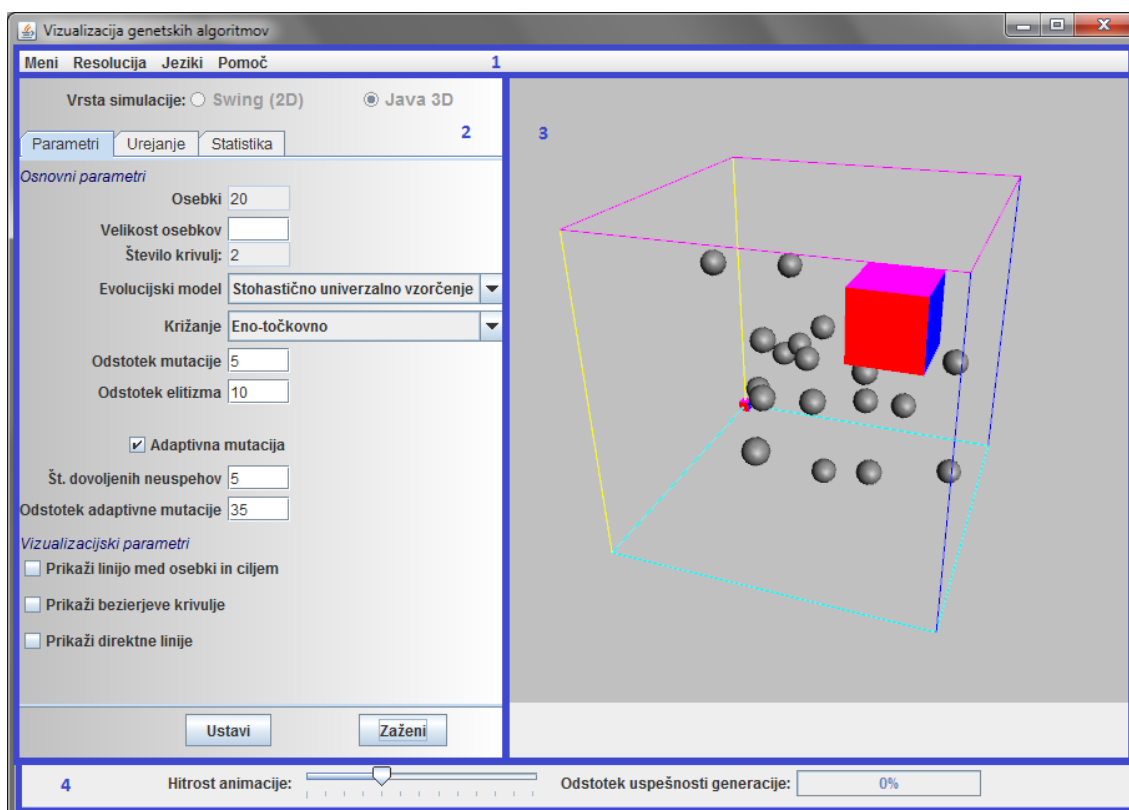 Vizualizacija genetskih algoritmov
Meni Resolucija Jeziki Pomoč 1
Vrsta simulacije: Swing (2D) Java 3D
2
3
Parametri Urejanje Statistika
Osnovni parametri
Osebki 20
Velikost osebkov
Število krivulj: 2
Evolucijski model Stohastično univerzalno vzorčenje
Križanje Eno-točkovno
Odstotek mutacije 5
Odstotek elitizma 10
Adaptivna mutacija
Št. dovoljenih neuspehov 5
Odstotek adaptivne mutacije 35
Vizualizacijski parametri
Prikaži linijo med osebki in ciljem
Prikaži bezierjeve krivulje
Prikaži direktne linije
Ustavi Zaženi
4 Hitrost animacije: Odstotek uspešnosti generacije: 0%